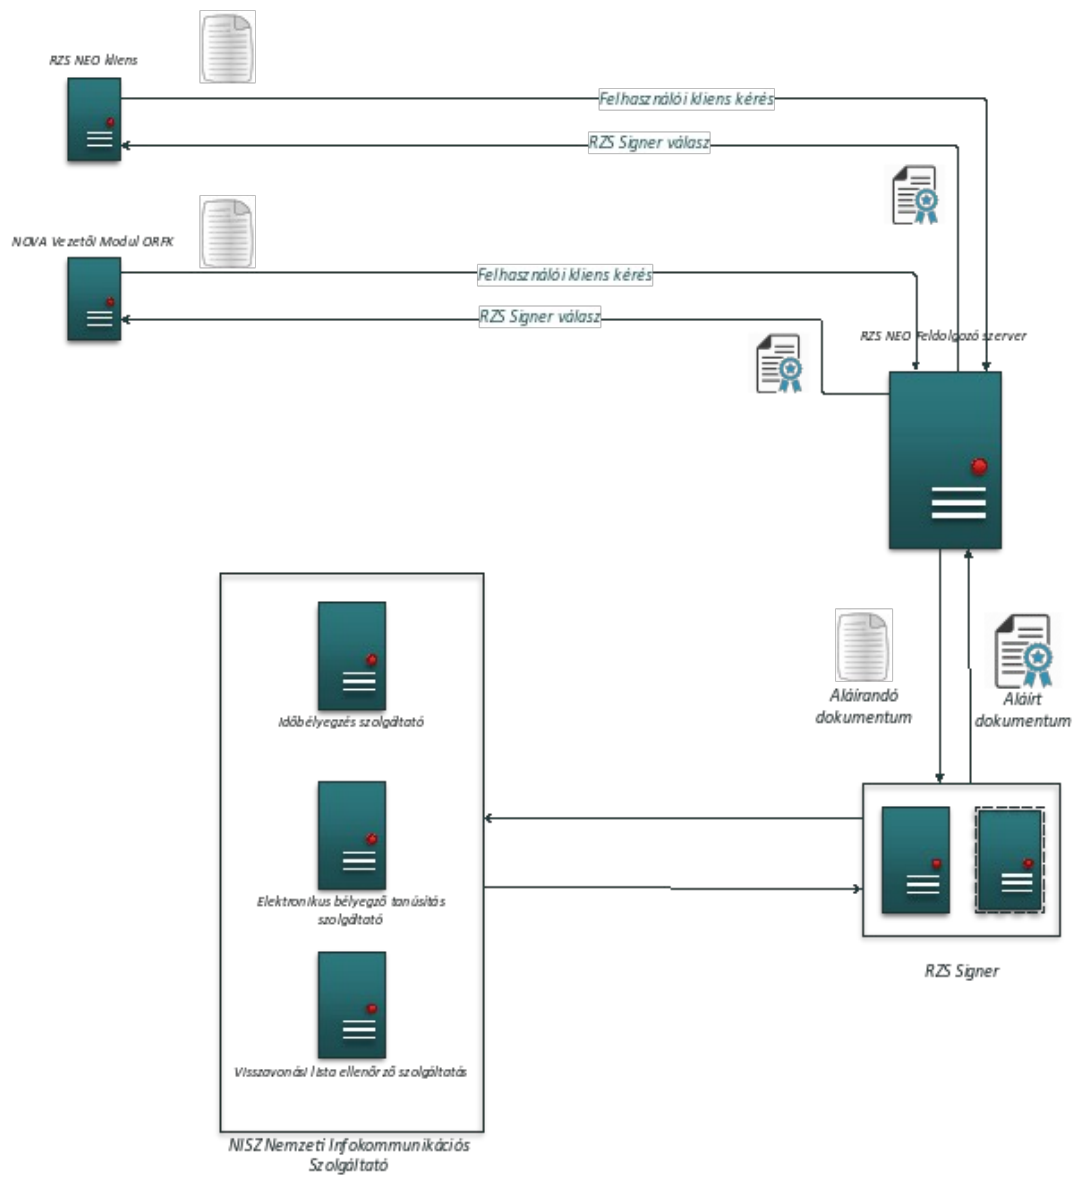 RZS NEO kliens
Felhasználói kliens kérés
RZS Signer válasz
NOVA Vezetői Modul ORFK
Felhasználói kliens kérés
RZS Signer válasz
RZS NEO Feldolgozó szerver
Aláírandó
dokumentum
Aláírt
dokumentum
Időbélyegzés szolgáltató
Elektronikus bélyegző tanúsítás
szolgáltató
RZS Signer
Visszavonási lista ellenőrző szolgáltatás
NISZ Nemzeti Infokommunikációs
Szolgáltató